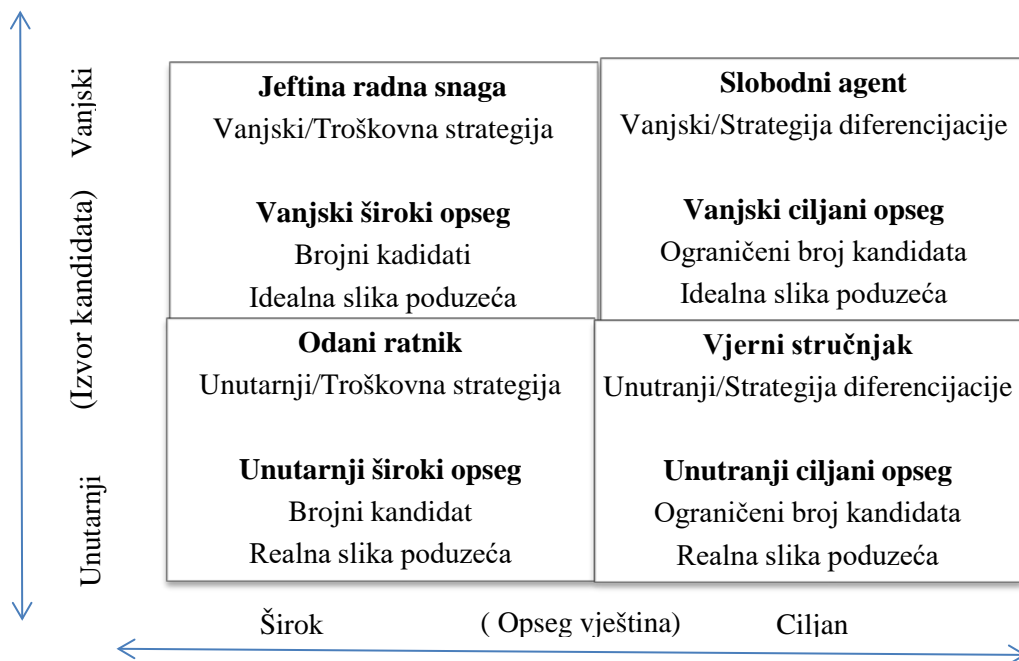 Vanjski
(Izvor kandidata)
Unutarnji
Jeftina radna snaga
Vanjski/Troškovna strategija
Vanjski široki opseg
Brojni kadidati
Idealna slika poduzeća
Slobodni agent
Vanjski/Strategija diferencijacije
Vanjski ciljani opseg
Ograničeni broj kandidata
Idealna slika poduzeća
Odani ratnik
Unutarnji/Troškovna strategija
Unutarnji široki opseg
Brojni kandidat
Realna slika poduzeća
Vjerni stručnjak
Unutranji/Strategija diferencijacije
Unutranji ciljani opseg
Ograničeni broj kandidata
Realna slika poduzeća
Širok ( Opseg vještina) Ciljan